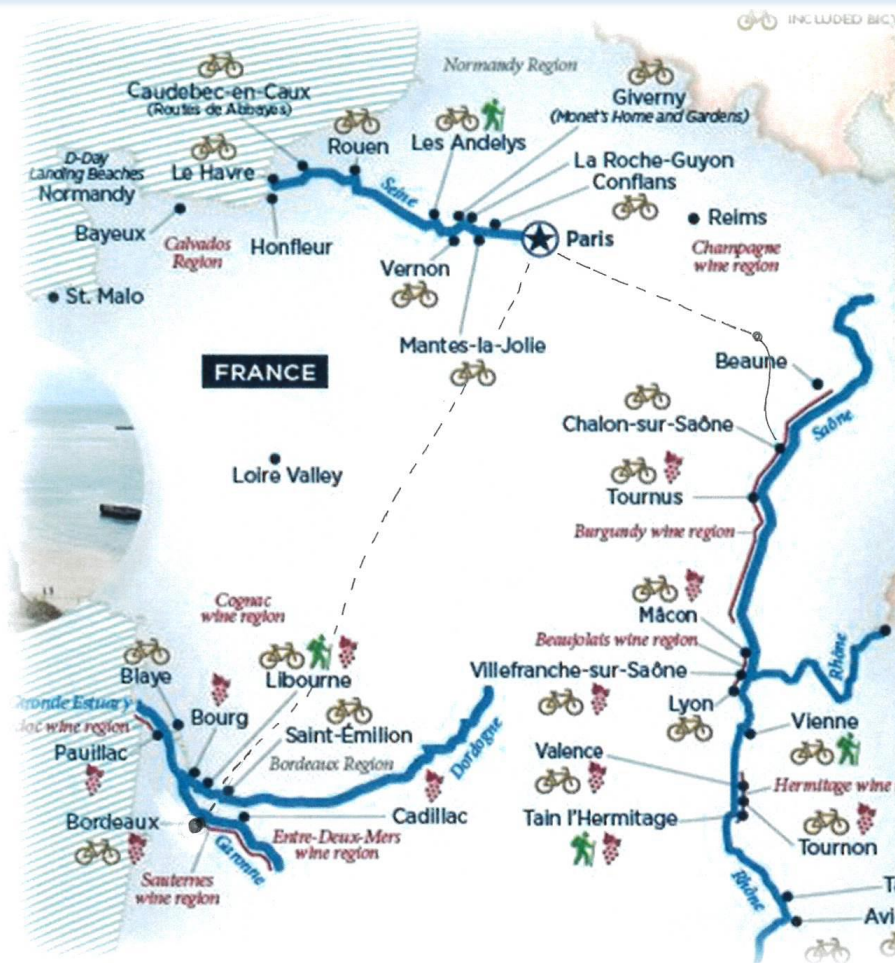 INCLUDED BIC
Normandy Region
Caudebec-en-Caux
(Routes de Abbayes)
Giverny
(Monet's Home and Gardens)
Rouen
Les Andelys
D-Day
Landing Beaches
Normandy
Le Havre
La Roche-Guyon
Conflans
Seine
Bayeux
Calvados
Region
Honfleur
Paris
Reims
Champagne
wine region
Vernon
St. Malo
Mantes-la-Jolie
FRANCE
Beaune
Chalon-sur-Saône
Saône
Loire Valley
Tournus
Burgundy wine region
Cognac
wine region
Mâcon
Beaujolais wine region
Libourne
Villefranche-sur-Saône
Rhône
Blaye
Gironde Estuary
wine region
Bourg
Lyon
Saint-Émilion
Vienne
Pauillac
Bordeaux Region
Dordogne
Valence
Hermitage wine
Bordeaux
Cadillac
Tain l'Hermitage
Entre-Deux-Mers
wine region
Tournon
Garonne
Sauternes
wine region
Rhône
T
Avi